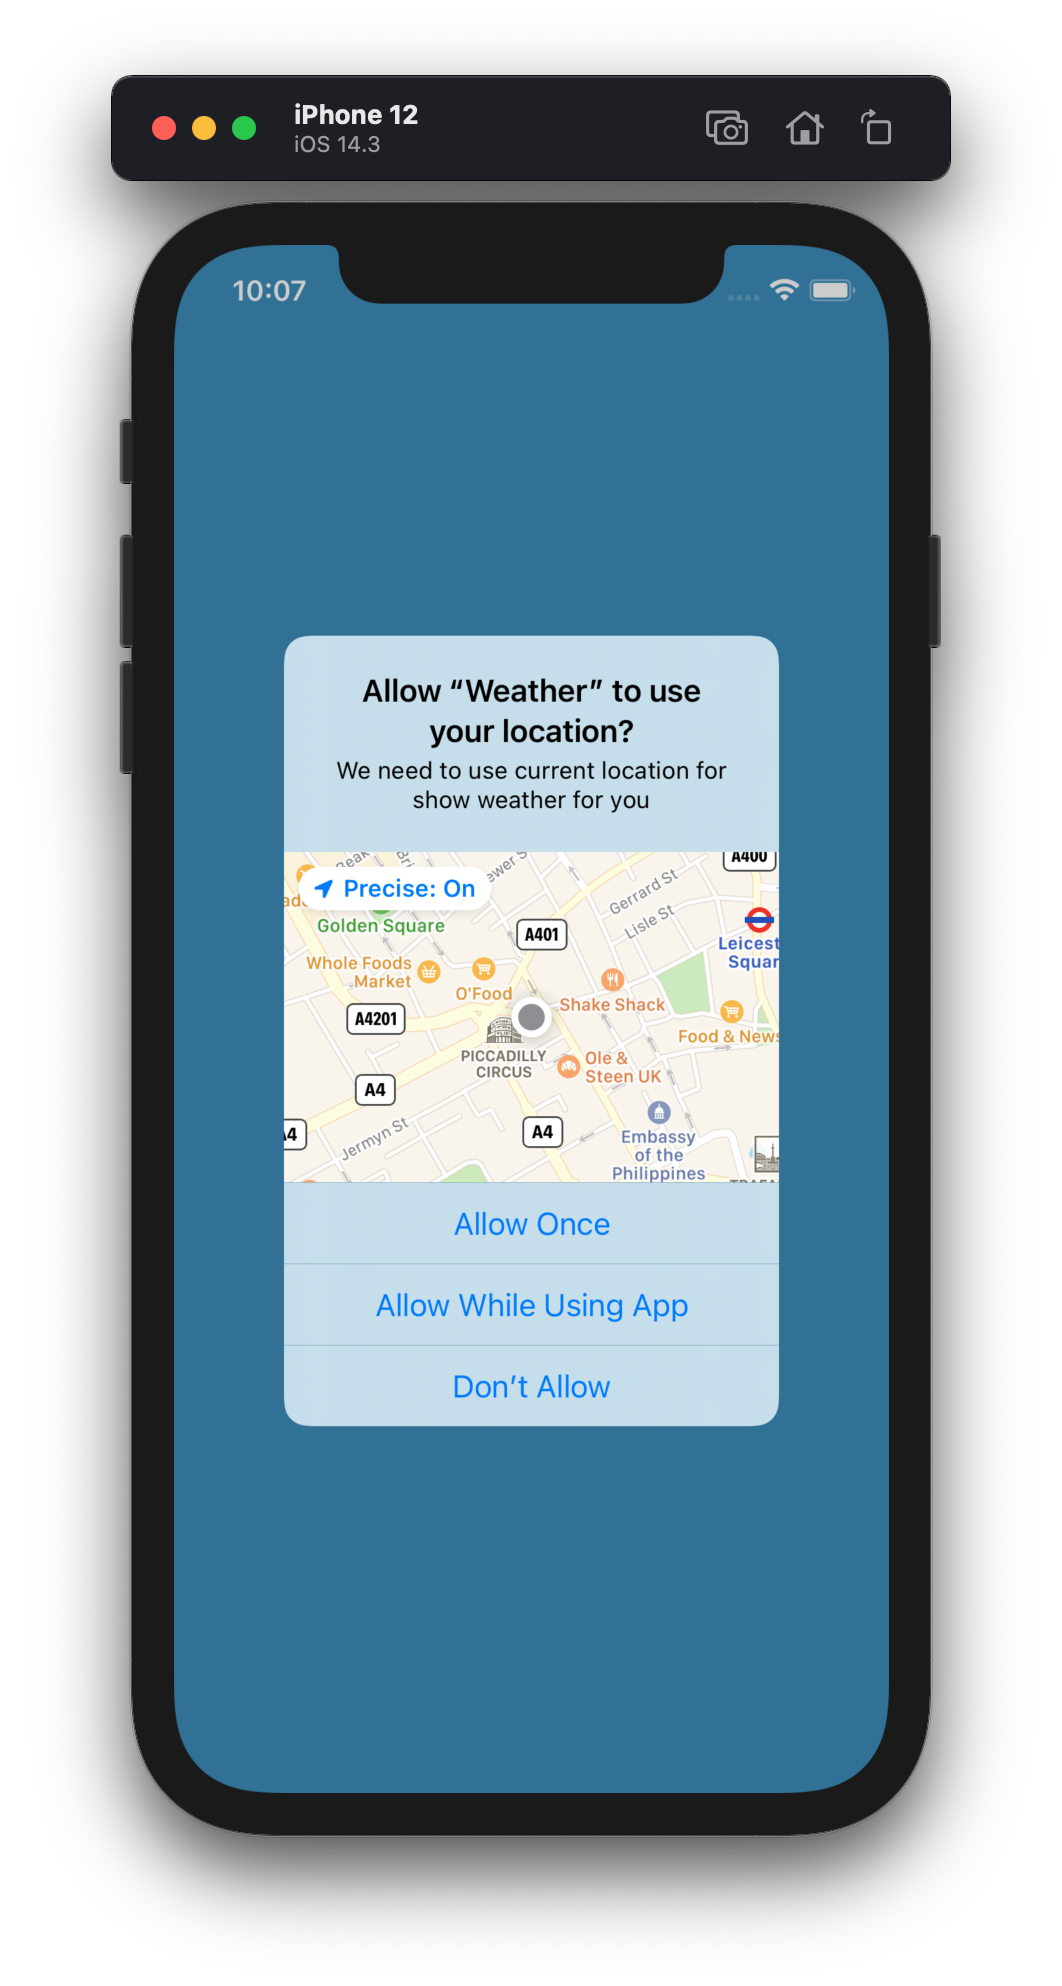 iPhone 12
iOS 14.3
10:07
Allow “Weather” to use
your location?
We need to use current location for
show weather for you
A400
Precise: On
Gerrard St
Golden Square
A401
Lisle St
Leicest
Squar
Whole Foods
Market
O'Food
Shake Shack
A4201
Food & News
PICCADILLY
CIRCUS
Ole &
Steen UK
A4
A4
Jermyn St
A4
Embassy
of the
Philippines
Allow Once
Allow While Using App
Don’t Allow